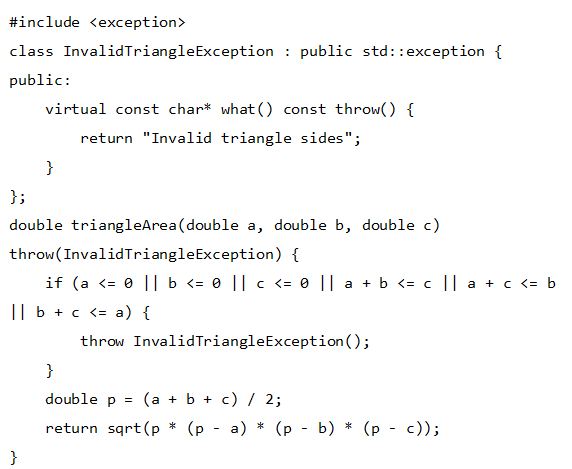 #include <exception>
class InvalidTriangleException : public std::exception {
public:
    virtual const char* what() const throw() {
        return "Invalid triangle sides";
    }
};
double triangleArea(double a, double b, double c)
throw(InvalidTriangleException) {
    if (a <= 0 || b <= 0 || c <= 0 || a + b <= c || a + c <= b
|| b + c <= a) {
        throw InvalidTriangleException();
    }
    double p = (a + b + c) / 2;
    return sqrt(p * (p - a) * (p - b) * (p - c));
}